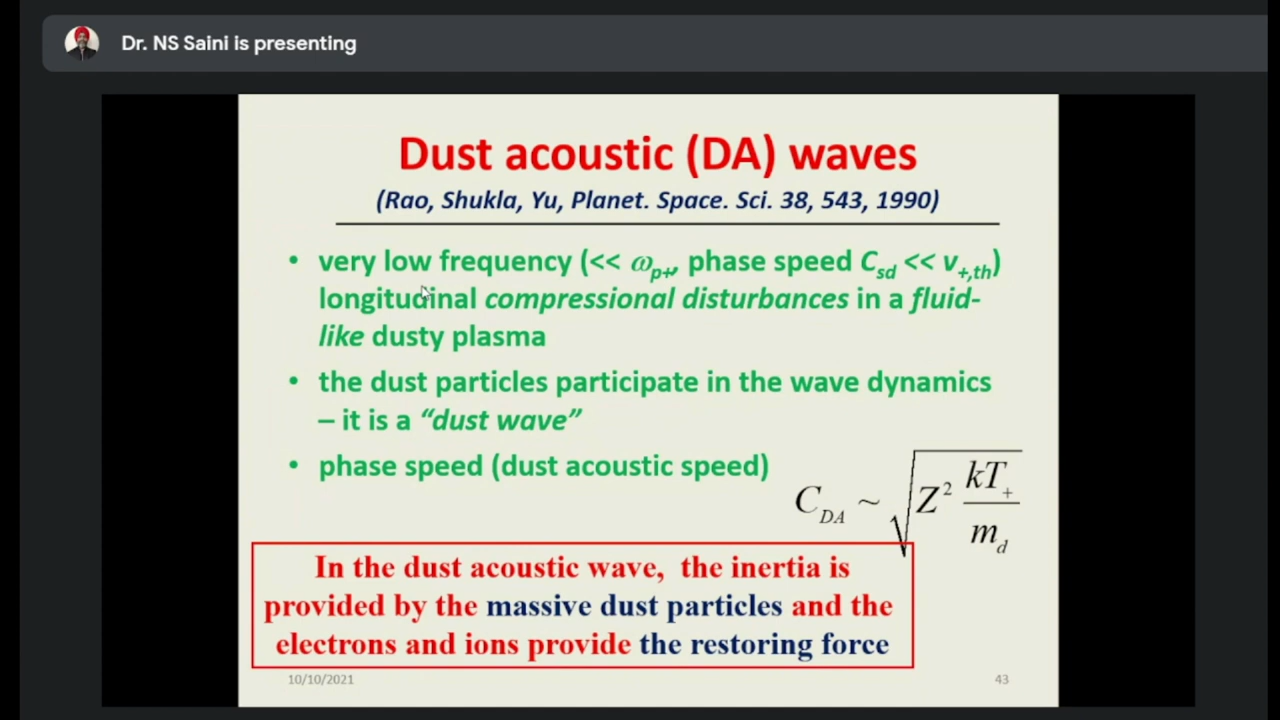 Dr. NS Saini is presenting
Dust acoustic (DA) waves
(Rao, Shukla, Yu, Planet. Space. Sci. 38, 543, 1990)
• very low frequency (<< ωp+, phase speed Csd << v+,th)
longitudinal compressional disturbances in a fluid-
like dusty plasma
• the dust particles participate in the wave dynamics
– it is a “dust wave”
• phase speed (dust acoustic speed)
C_DA ~ √(Z² kT₊ / m_d)
In the dust acoustic wave, the inertia is
provided by the massive dust particles and the
electrons and ions provide the restoring force
10/10/2021
43